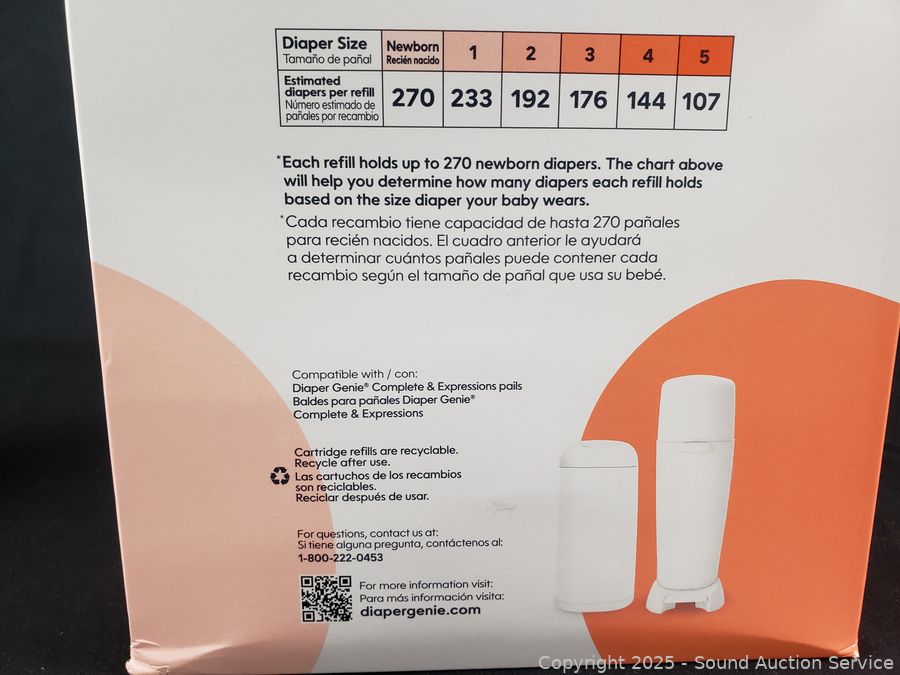 Diaper Size Newborn 1 2 3 4 5
Tamaño de pañal Recién nacido
Estimated
diapers per refill 270 233 192 176 144 107
Número estimado de
pañales por recambio
*Each refill holds up to 270 newborn diapers. The chart above
will help you determine how many diapers each refill holds
based on the size diaper your baby wears.
*Cada recambio tiene capacidad de hasta 270 pañales
para recién nacidos. El cuadro anterior le ayudará
a determinar cuántos pañales puede contener cada
recambio según el tamaño de pañal que usa su bebé.
Compatible with / con:
Diaper Genie® Complete & Expressions pails
Baldes para pañales Diaper Genie®
Complete & Expressions
Cartridge refills are recyclable.
Recycle after use.
Las cartuchos de los recambios
son reciclables.
Reciclar después de usar.
For questions, contact us at:
Si tiene alguna pregunta, contáctenos al:
1-800-222-0453
For more information visit:
Para más información visita:
diapergenie.com
Copyright 2025 - Sound Auction Service